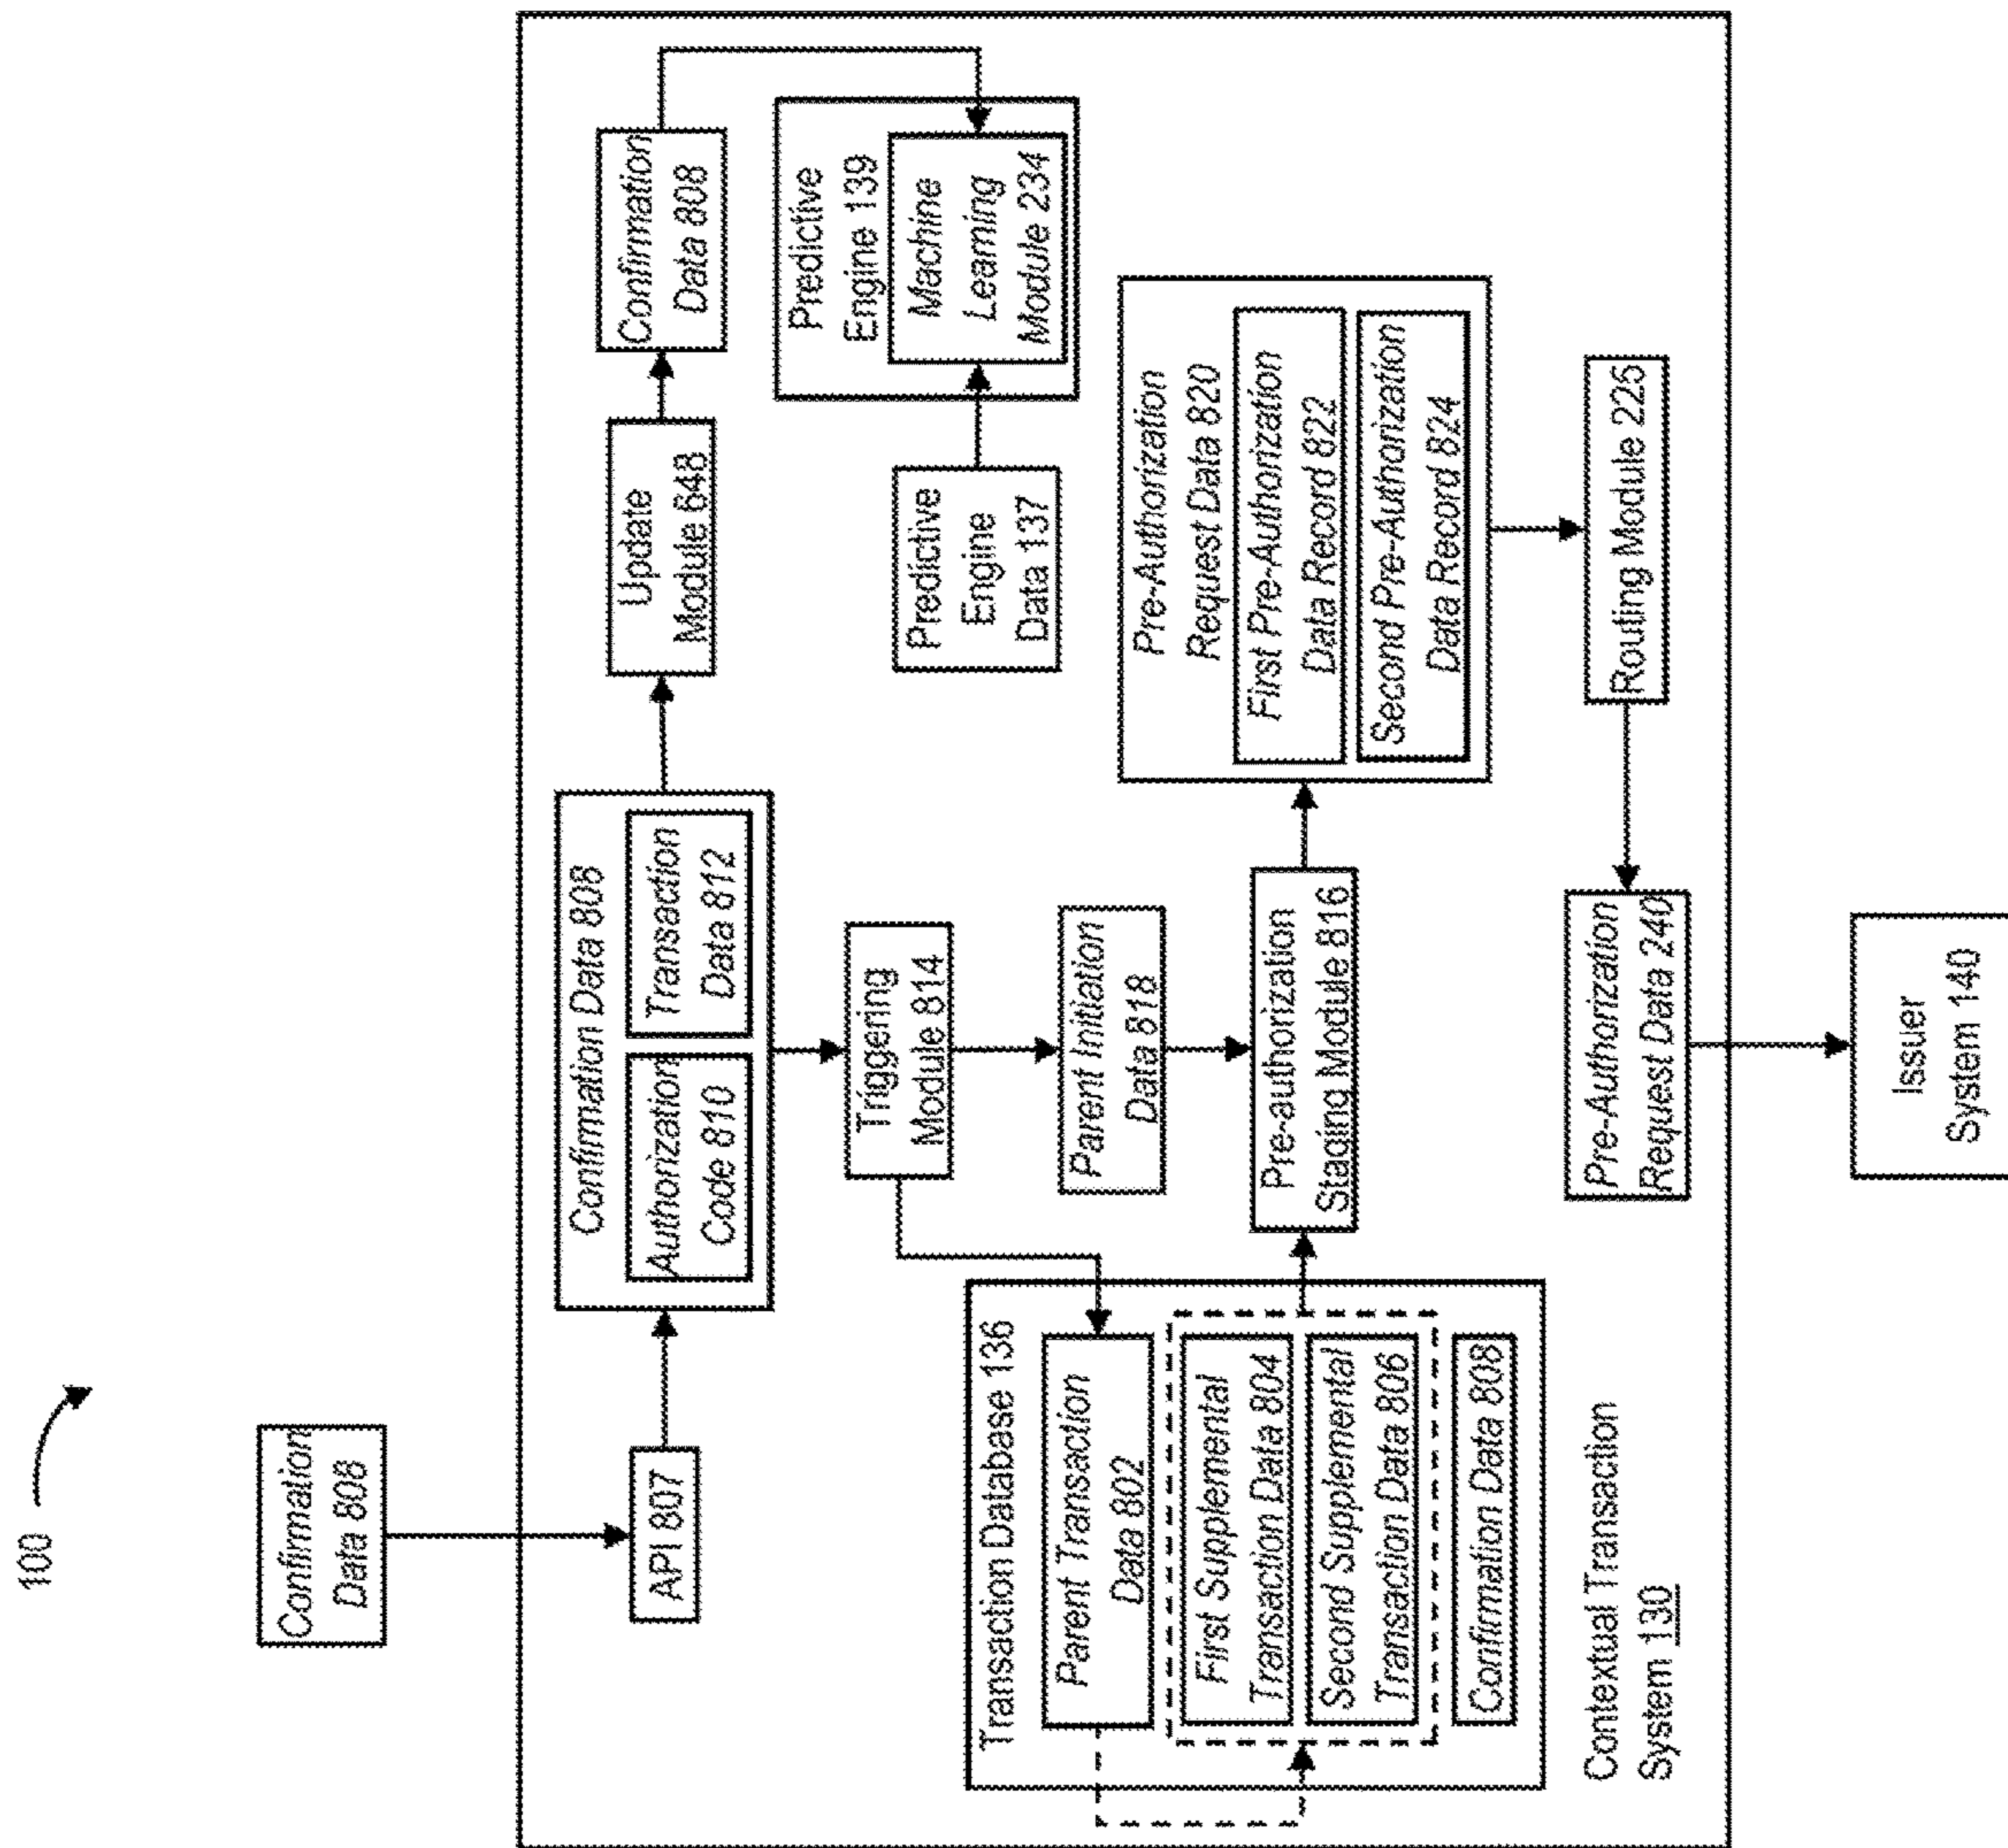 100
Confirmation
Data 808
API 807
Confirmation Data 808
Authorization
Code 810
Transaction
Data 812
Update
Module 648
Confirmation
Data 808
Predictive
Engine 139
Machine
Learning
Module 234
Predictive
Engine
Data 137
Triggering
Module 814
Parent Initiation
Data 818
Pre-authorization
Staging Module 816
Transaction Database 136
Parent Transaction
Data 802
First Supplemental
Transaction Data 804
Second Supplemental
Transaction Data 806
Confirmation Data 808
Pre-Authorization
Request Data 820
First Pre-Authorization
Data Record 822
Second Pre-Authorization
Data Record 824
Routing Module 226
Pre-Authorization
Request Data 240
Contextual Transaction
System 130
Issuer
System 140